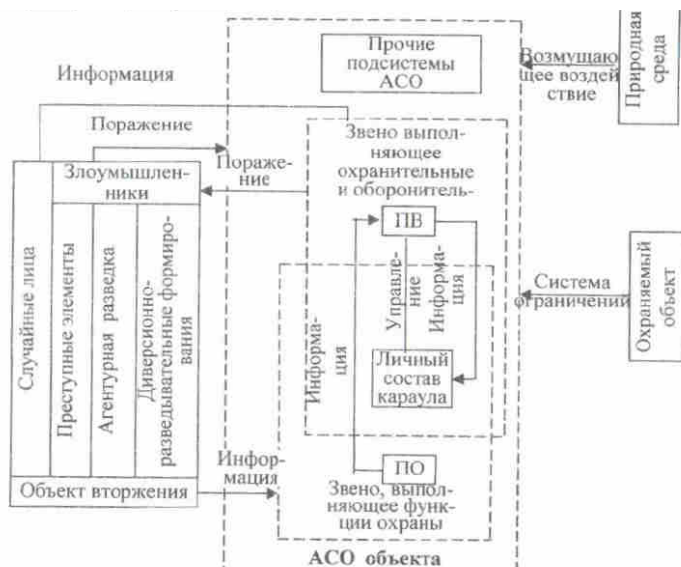 Прочие
подсистемы
АСО
Возмущаю
щее воздей
ствие
Природная
среда
Информация
Поражение
Звено выпол-
няющее
охранительные
и оборонитель-
Пораже-
ние
Злоумышлен-
ники
Случайные лица
Преступные элементы
Агентурная разведка
Диверсионно-
разведывательные формиро-
вания
Объект вторжения
ПВ
Управле-
ние
Информа-
ция
Информа-
ция
Личный
состав
караула
Система
ограничений
Охраняемый
объект
Инфор-
мация
ПО
Звено, выпол-
няющее функ-
ции охраны
АСО объекта